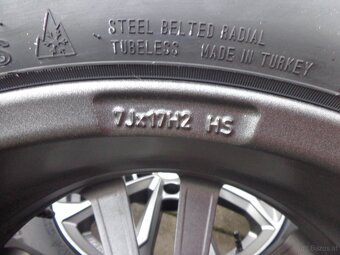 STEEL BELTED RADIAL
TUBELESS MADE IN TURKEY
7Jx17H2 HS